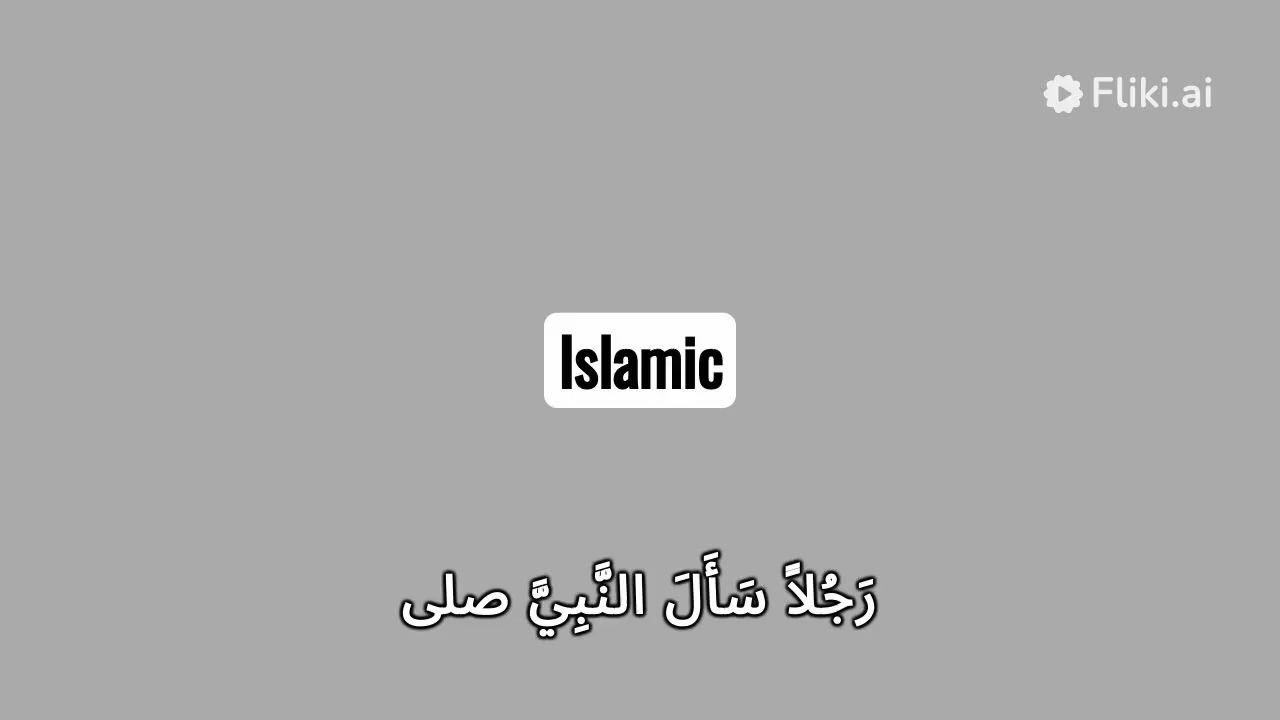 Fliki.ai
Islamic
رَجُلاً سَأَلَ النَّبِيَّ صلى